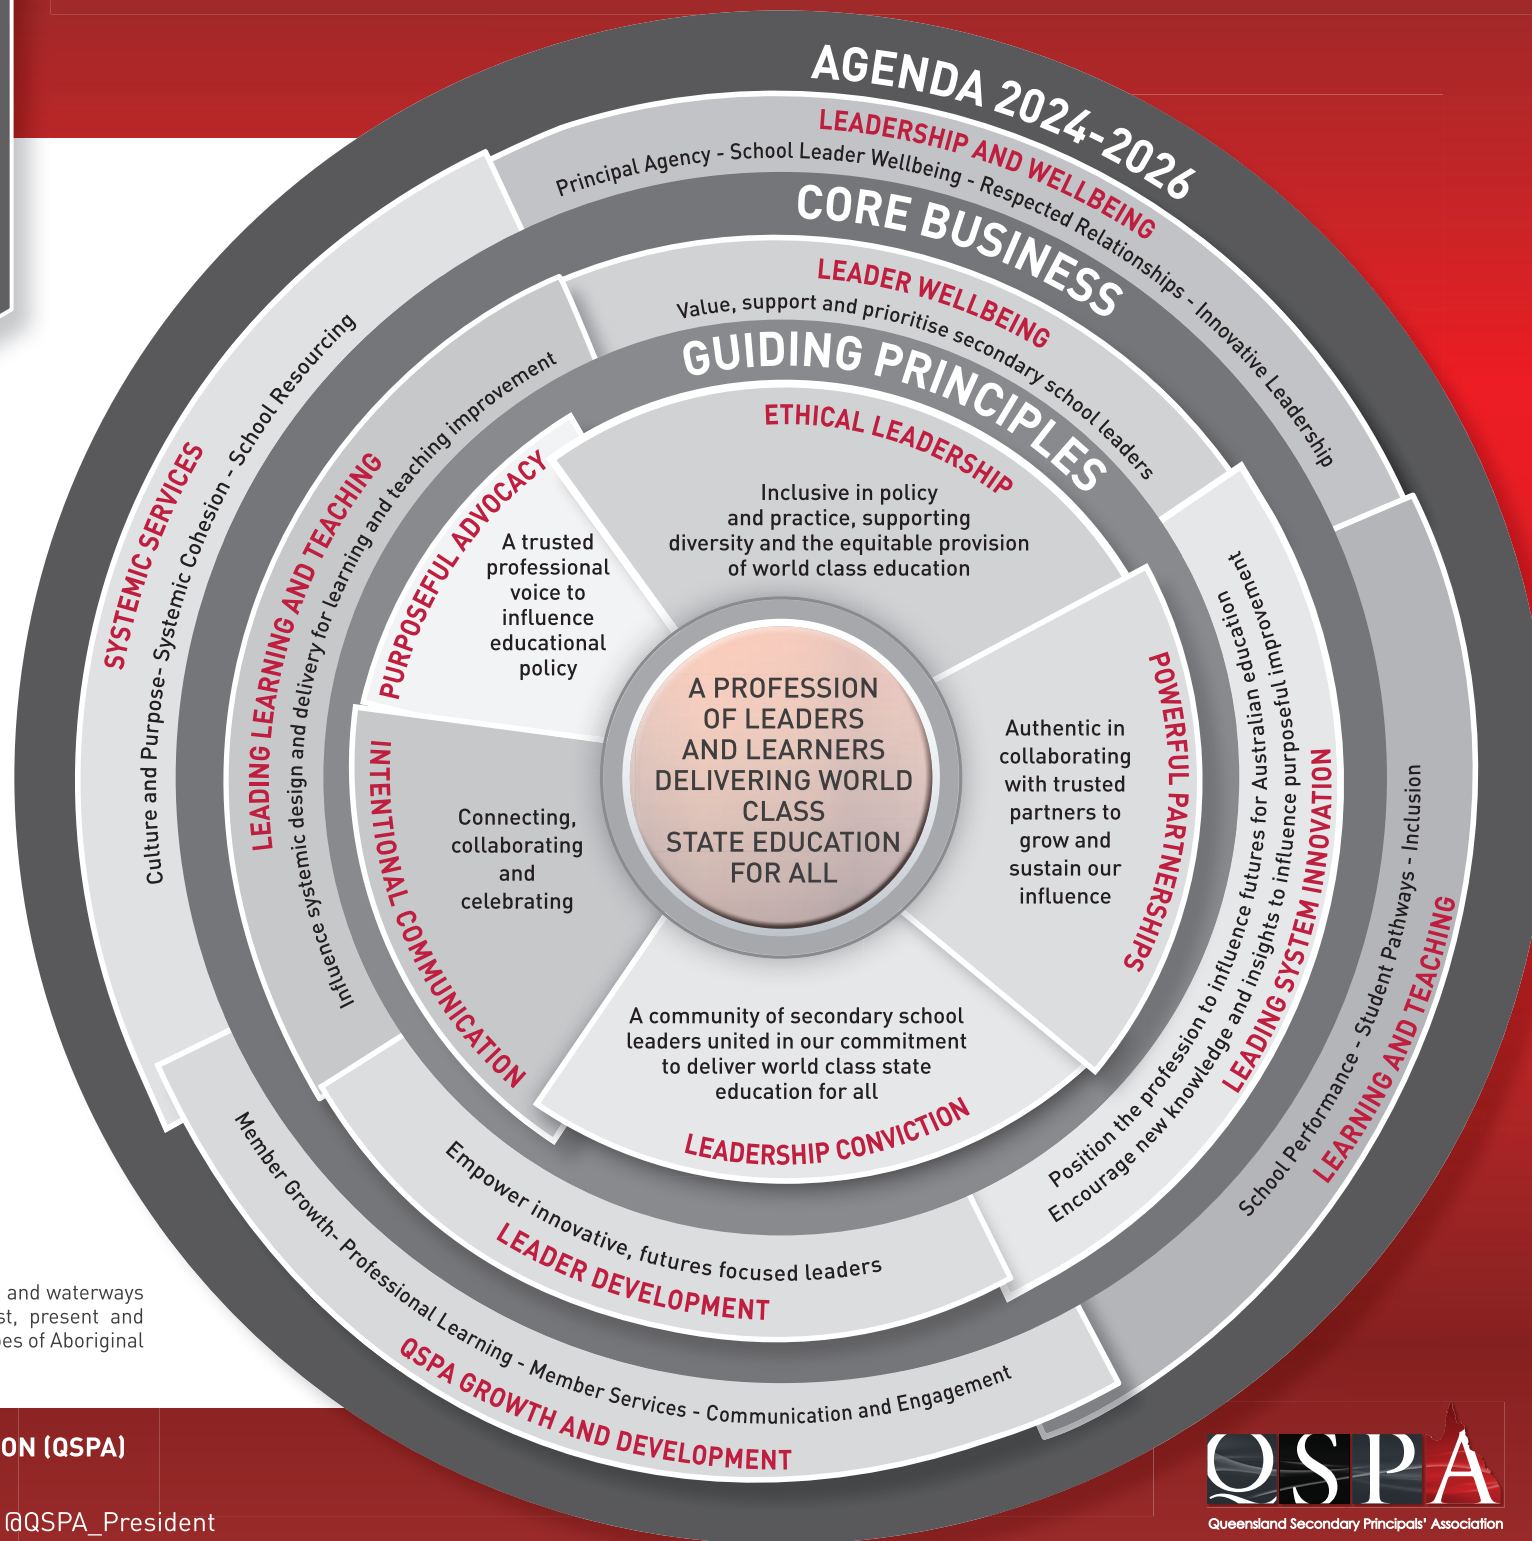 AGENDA 2024-2026
LEADERSHIP AND WELLBEING
Principal Agency - School Leader Wellbeing - Respected Relationships - Innovative Leadership
SYSTEMIC SERVICES
Culture and Purpose- Systemic Cohesion - School Resourcing
School Performance - Student Pathways - Inclusion
LEARNING AND TEACHING
Member Growth- Professional Learning - Member Services - Communication and Engagement
QSPA GROWTH AND DEVELOPMENT
CORE BUSINESS
LEADER WELLBEING
Value, support and prioritise secondary school leaders
LEADING LEARNING AND TEACHING
Influence systemic design and delivery for learning and teaching improvement
Position the profession to influence futures for Australian education
Encourage new knowledge and insights to influence purposeful improvement
LEADING SYSTEM INNOVATION
Empower innovative, futures focused leaders
LEADER DEVELOPMENT
GUIDING PRINCIPLES
ETHICAL LEADERSHIP
Inclusive in policy
and practice, supporting
diversity and the equitable provision
of world class education
PURPOSEFUL ADVOCACY
A trusted
professional
voice to
influence
educational
policy
POWERFUL PARTNERSHIPS
Authentic in
collaborating
with trusted
partners to
grow and
sustain our
influence
INTENTIONAL COMMUNICATION
Connecting,
collaborating
and
celebrating
A community of secondary school
leaders united in our commitment
to deliver world class state
education for all
LEADERSHIP CONVICTION
A PROFESSION
OF LEADERS
AND LEARNERS
DELIVERING WORLD
CLASS
STATE EDUCATION
FOR ALL
and waterways
present and
of Aboriginal
(QSPA)
@QSPA_President
QSPA
Queensland Secondary Principals' Association